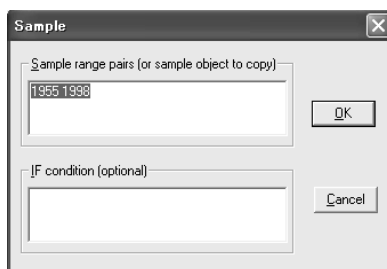 Sample
Sample range pairs (or sample object to copy)
1955 1998
OK
IF condition (optional)
Cancel